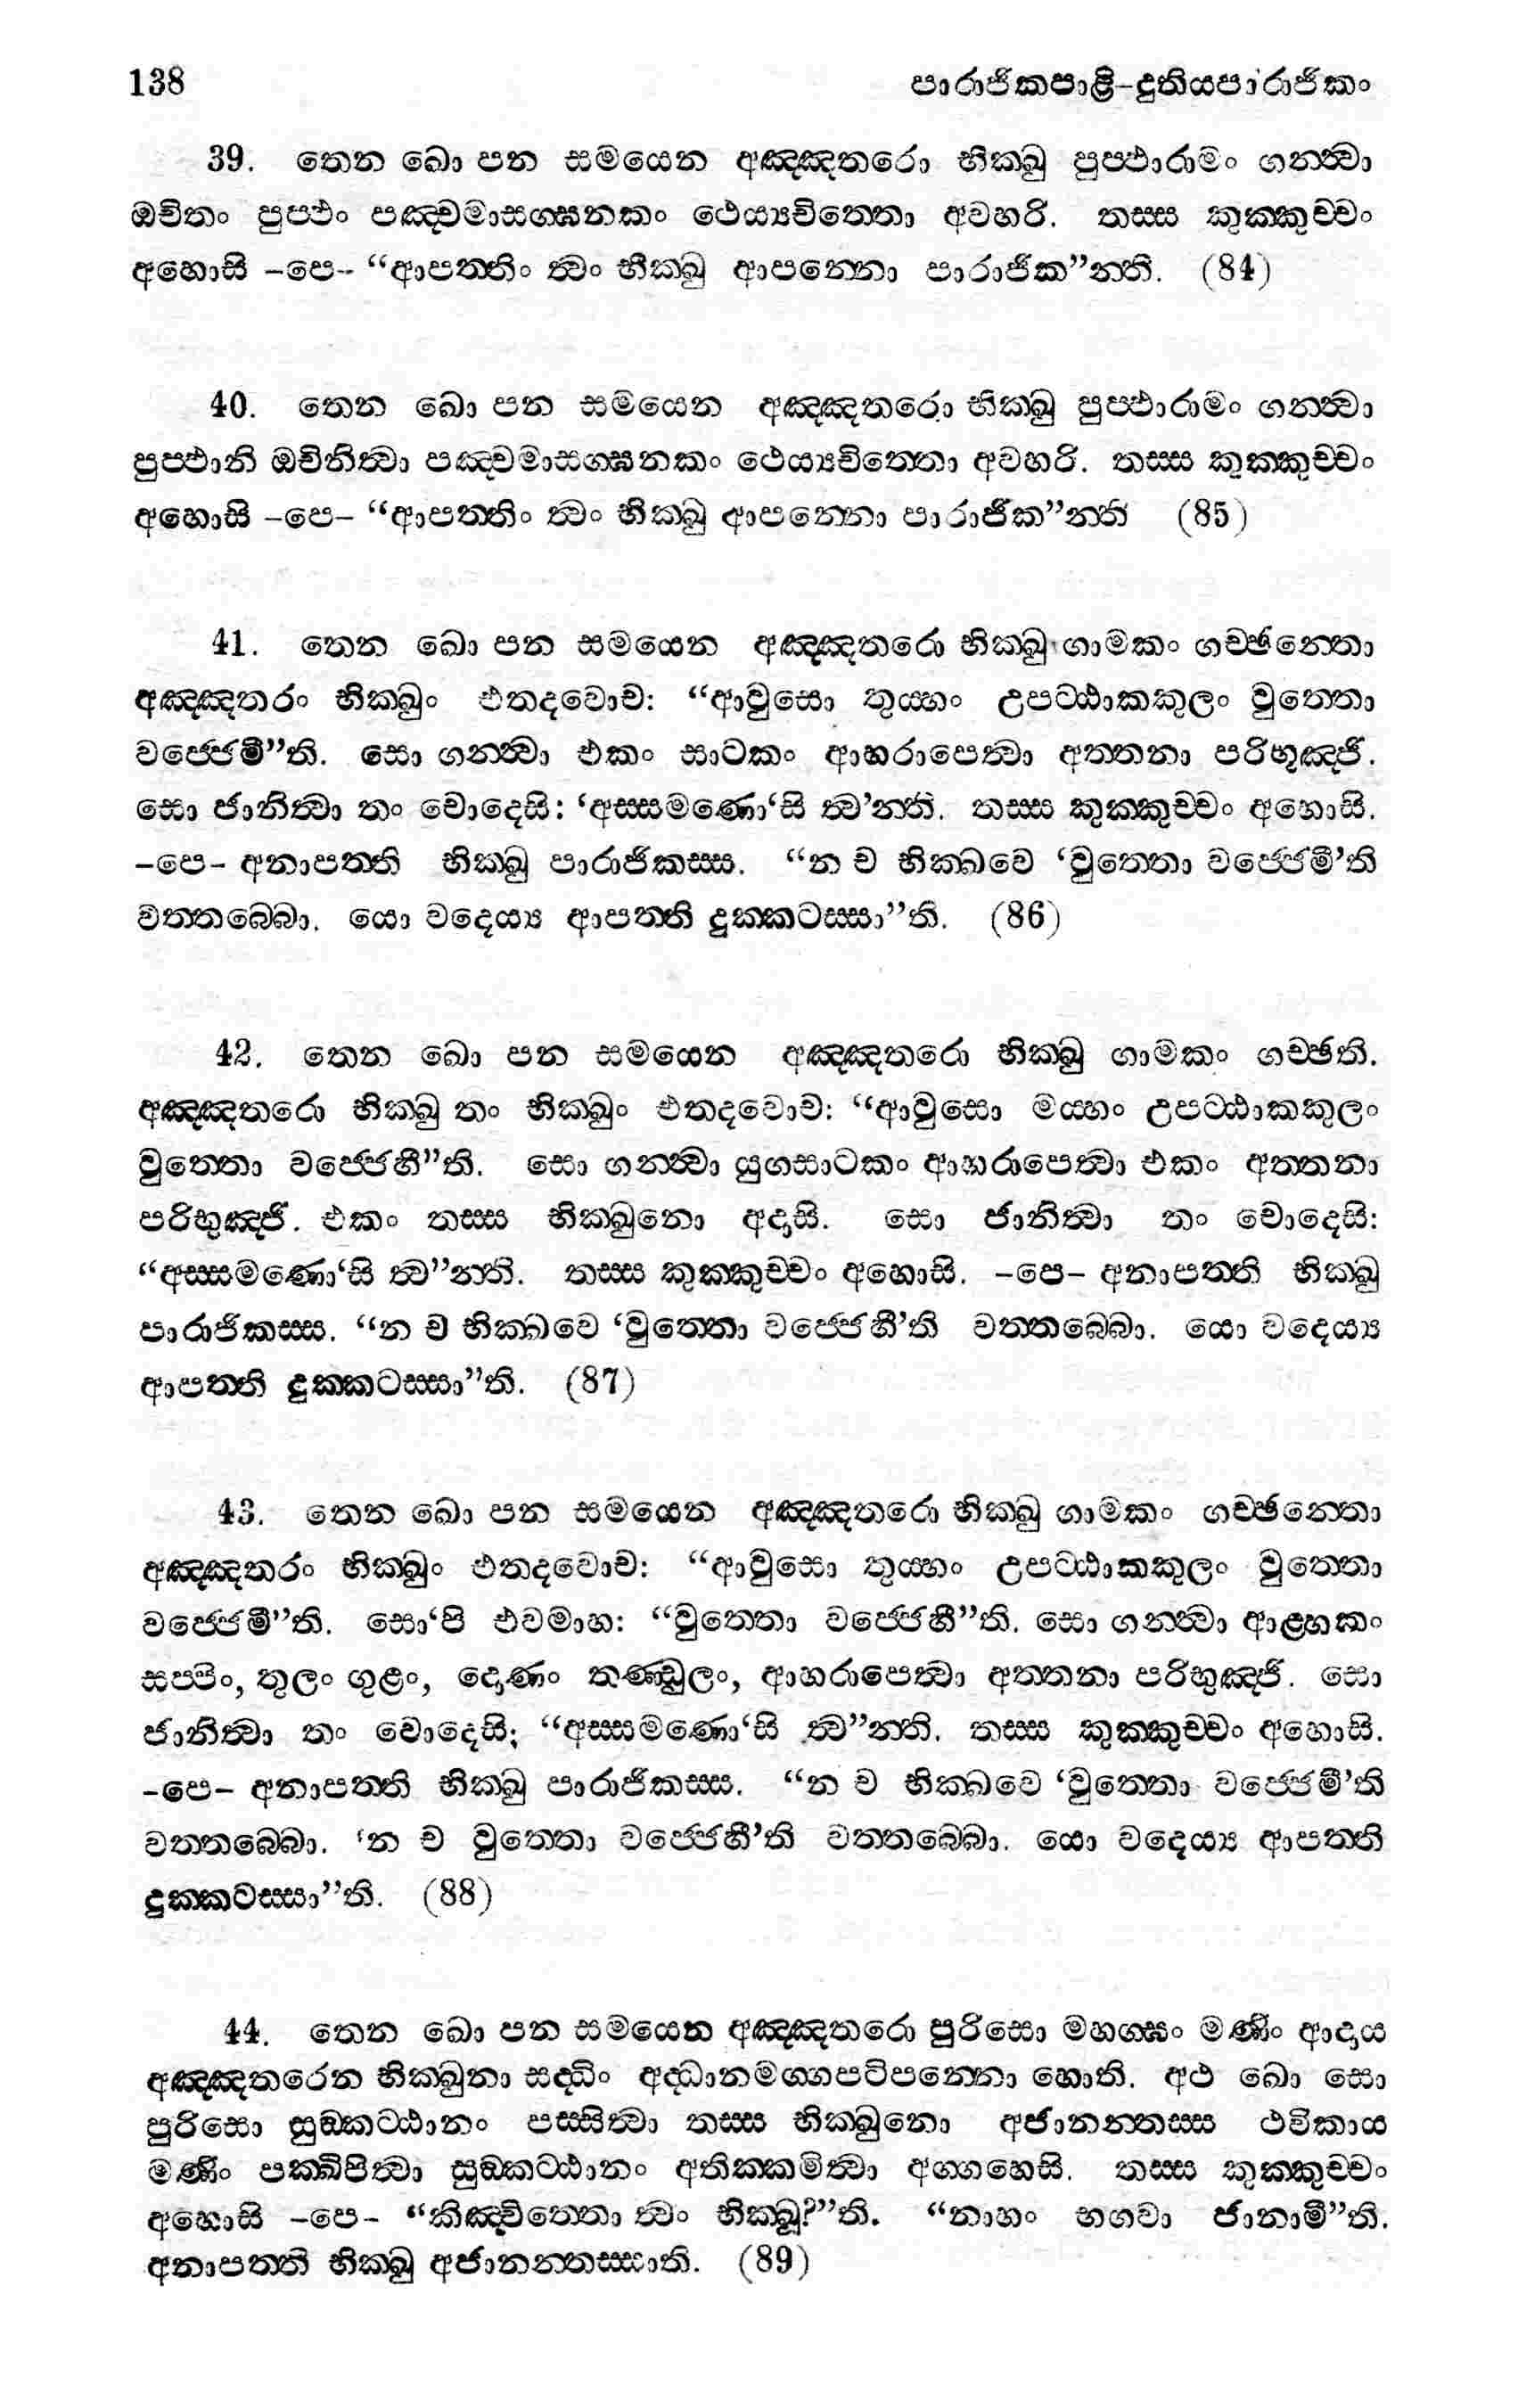 138 පාරාජිකපාළි-දුතියපාරාජිකං
39. තෙන ඛො පන සමයෙන අඤ්ඤතරො භික්ඛු පුප්ඵාරාමං ගන්ත්වා
ඔචිතං පුප්ඵං පඤ්චමාසග්ඝනකං ථෙය්‍යචිත්තො අවහරි. තස්ස කුක්කුච්චං
අහොසි -පෙ- “ආපත්තිං ත්වං භික්ඛු ආපන්නො පාරාජික”න්ති. (84)
40. තෙන ඛො පන සමයෙන අඤ්ඤතරො භික්ඛු පුප්ඵාරාමං ගන්ත්වා
පුප්ඵානි ඔචිනිත්වා පඤ්චමාසග්ඝනකං ථෙය්‍යචිත්තො අවහරි. තස්ස කුක්කුච්චං
අහොසි -පෙ- “ආපත්තිං ත්වං භික්ඛු ආපන්නො පාරාජික”න්ති (85)
41. තෙන ඛො පන සමයෙන අඤ්ඤතරො භික්ඛු ගාමකං ගච්ඡන්තො
අඤ්ඤතරං භික්ඛුං එතදවොච: “ආවුසො තුය්හං උපට්ඨාකකුලං වුත්තො
වජ්ජෙමී”ති. සො ගන්ත්වා එකං සාටකං ආහරාපෙත්වා අත්තනා පරිභුඤ්ජි.
සො ජානිත්වා තං චොදෙසි: ‘අස්සමණො‘සි ත්ව’න්ති. තස්ස කුක්කුච්චං අහොසි.
-පෙ- අනාපත්ති භික්ඛු පාරාජිකස්ස. “න ච භික්ඛවෙ ‘වුත්තො වජ්ජෙමී’ති
වත්තබ්බො. යො වදෙය්‍ය ආපත්ති දුක්කටස්සා”ති. (86)
42. තෙන ඛො පන සමයෙන අඤ්ඤතරො භික්ඛු ගාමකං ගච්ඡති.
අඤ්ඤතරො භික්ඛු තං භික්ඛුං එතදවොච: “ආවුසො මය්හං උපට්ඨාකකුලං
වුත්තො වජ්ජෙහී”ති. සො ගන්ත්වා යුගසාටකං ආහරාපෙත්වා එකං අත්තනා
පරිභුඤ්ජි. එකං තස්ස භික්ඛුනො අදාසි. සො ජානිත්වා තං චොදෙසි:
“අස්සමණො‘සි ත්ව”න්ති. තස්ස කුක්කුච්චං අහොසි. -පෙ- අනාපත්ති භික්ඛු
පාරාජිකස්ස. “න ච භික්ඛවෙ ‘වුත්තො වජ්ජෙහී’ති වත්තබ්බො. යො වදෙය්‍ය
ආපත්ති දුක්කටස්සා”ති. (87)
43. තෙන ඛො පන සමයෙන අඤ්ඤතරො භික්ඛු ගාමකං ගච්ඡන්තො
අඤ්ඤතරං භික්ඛුං එතදවොච: “ආවුසො තුය්හං උපට්ඨාකකුලං වුත්තො
වජ්ජෙමී”ති. සො‘පි එවමාහ: “වුත්තො වජ්ජෙහී”ති. සො ගන්ත්වා ආළ්හකං
සප්පිං, තුලං ගුළං, දොණං තණ්ඩුලං, ආහරාපෙත්වා අත්තනා පරිභුඤ්ජි. සො
ජානිත්වා තං චොදෙසි; “අස්සමණො‘සි ත්ව”න්ති. තස්ස කුක්කුච්චං අහොසි.
-පෙ- අනාපත්ති භික්ඛු පාරාජිකස්ස. “න ච භික්ඛවෙ ‘වුත්තො වජ්ජෙමී’ති
වත්තබ්බො. ‘න ච වුත්තො වජ්ජෙහී’ති වත්තබ්බො. යො වදෙය්‍ය ආපත්ති
දුක්කටස්සා”ති. (88)
44. තෙන ඛො පන සමයෙන අඤ්ඤතරො පුරිසො මහග්ඝං මණිං ආදාය
අඤ්ඤතරෙන භික්ඛුනා සද්ධිං අද්ධානමග්ගපටිපන්නො හොති. අථ ඛො සො
පුරිසො සුඞ්කට්ඨානං පස්සිත්වා තස්ස භික්ඛුනො අජානන්තස්ස ථවිකාය
මණිං පක්ඛිපිත්වා සුඞ්කට්ඨානං අතික්කමිත්වා අග්ගහෙසි. තස්ස කුක්කුච්චං
අහොසි -පෙ- “කිඤ්චිත්තො ත්වං භික්ඛූ?”ති. “නාහං භගවා ජානාමී”ති.
අනාපත්ති භික්ඛු අජානන්තස්සාති. (89)